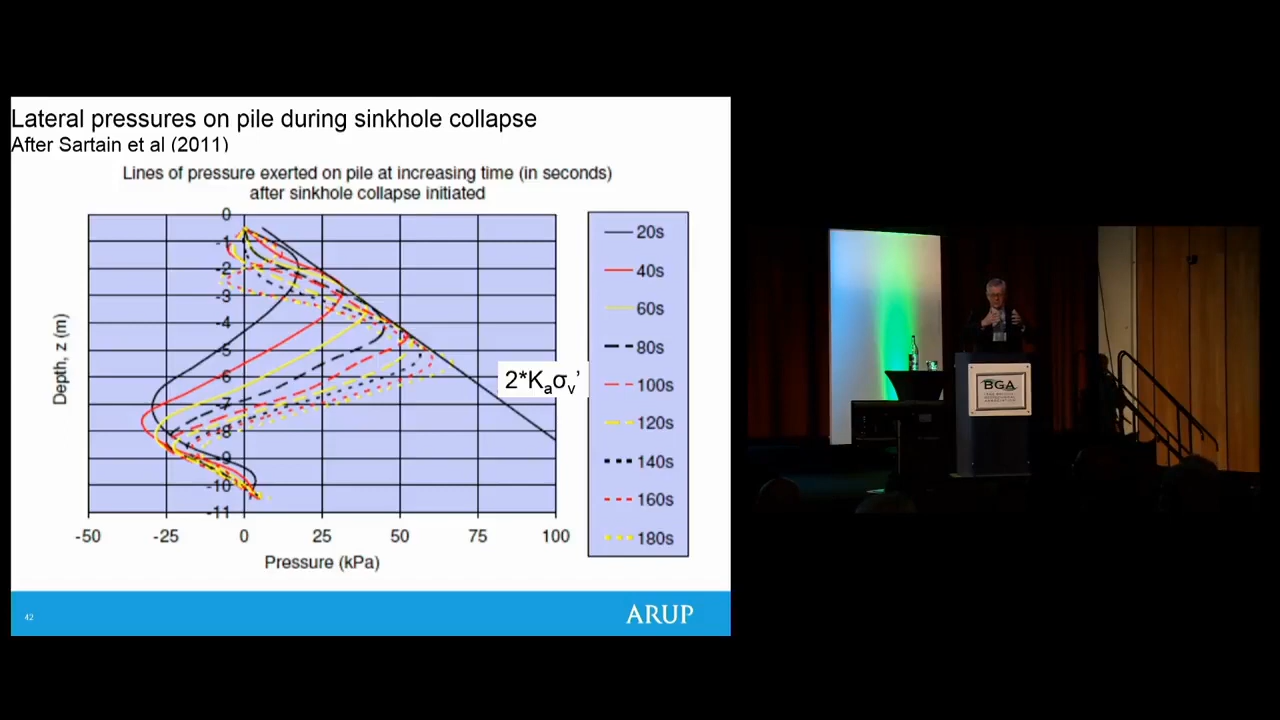 Lateral pressures on pile during sinkhole collapse
After Sartain et al (2011)
Lines of pressure exerted on pile at increasing time (in seconds)
after sinkhole collapse initiated
0
-1
-2
-3
-4
-5
-6
-7
-8
-9
-10
-11
Depth, z (m)
-50 -25 0 25 50 75 100
Pressure (kPa)
2*Kaσv’
20s
40s
60s
80s
100s
120s
140s
160s
180s
42
ARUP
BGA